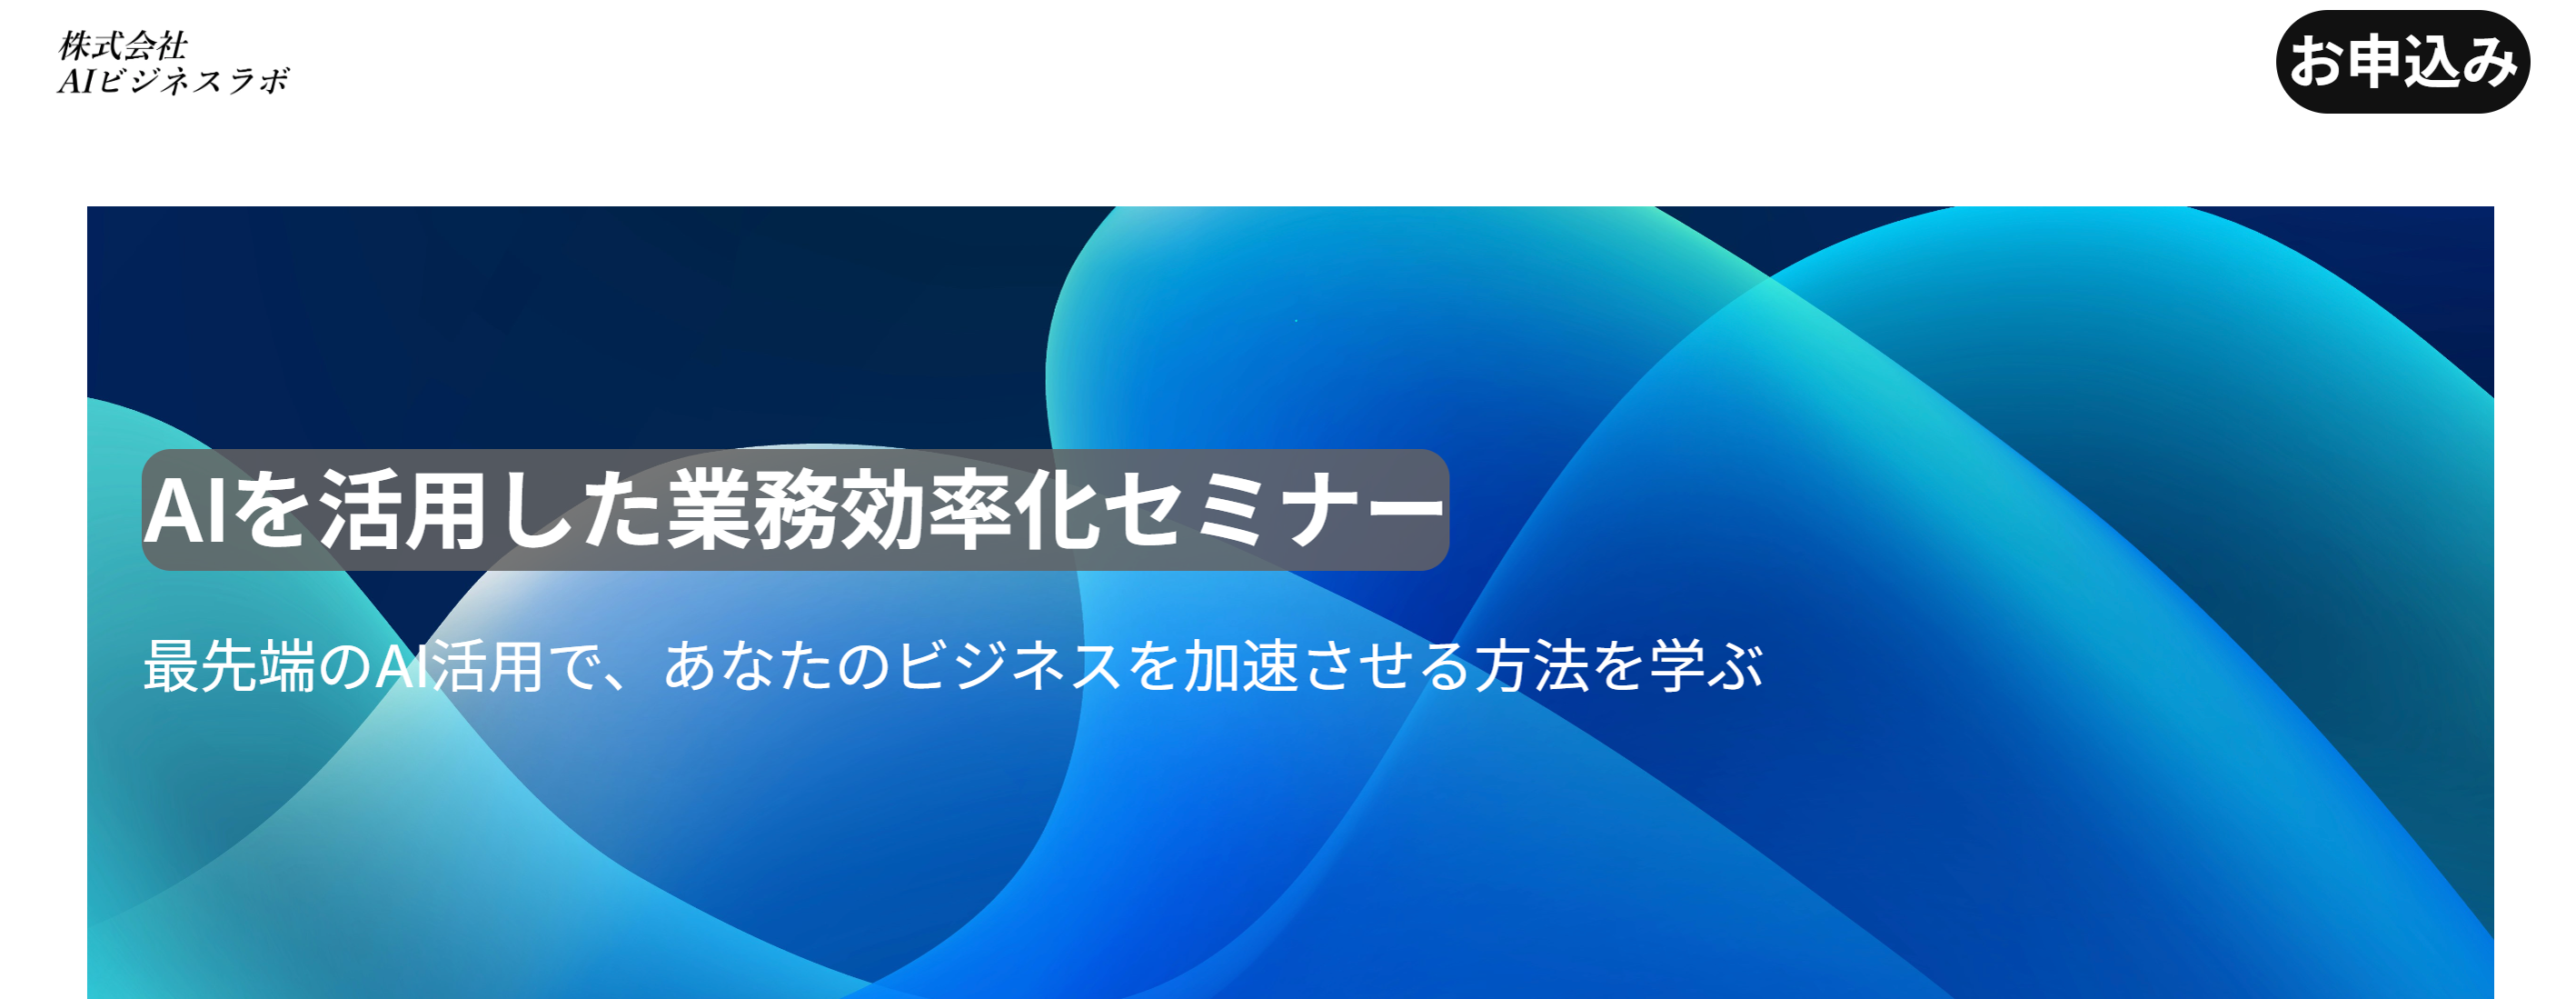 株式会社
AIビジネスラボ
お申込み
AIを活用した業務効率化セミナー
最先端のAI活用で、あなたのビジネスを加速させる方法を学ぶ